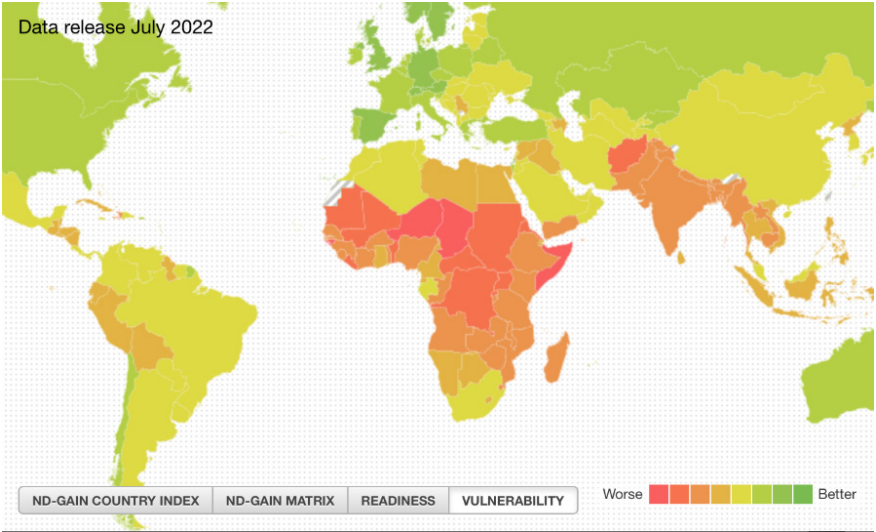 Data release July 2022
ND-GAIN COUNTRY INDEX
ND-GAIN MATRIX
READINESS
VULNERABILITY
Worse
Better